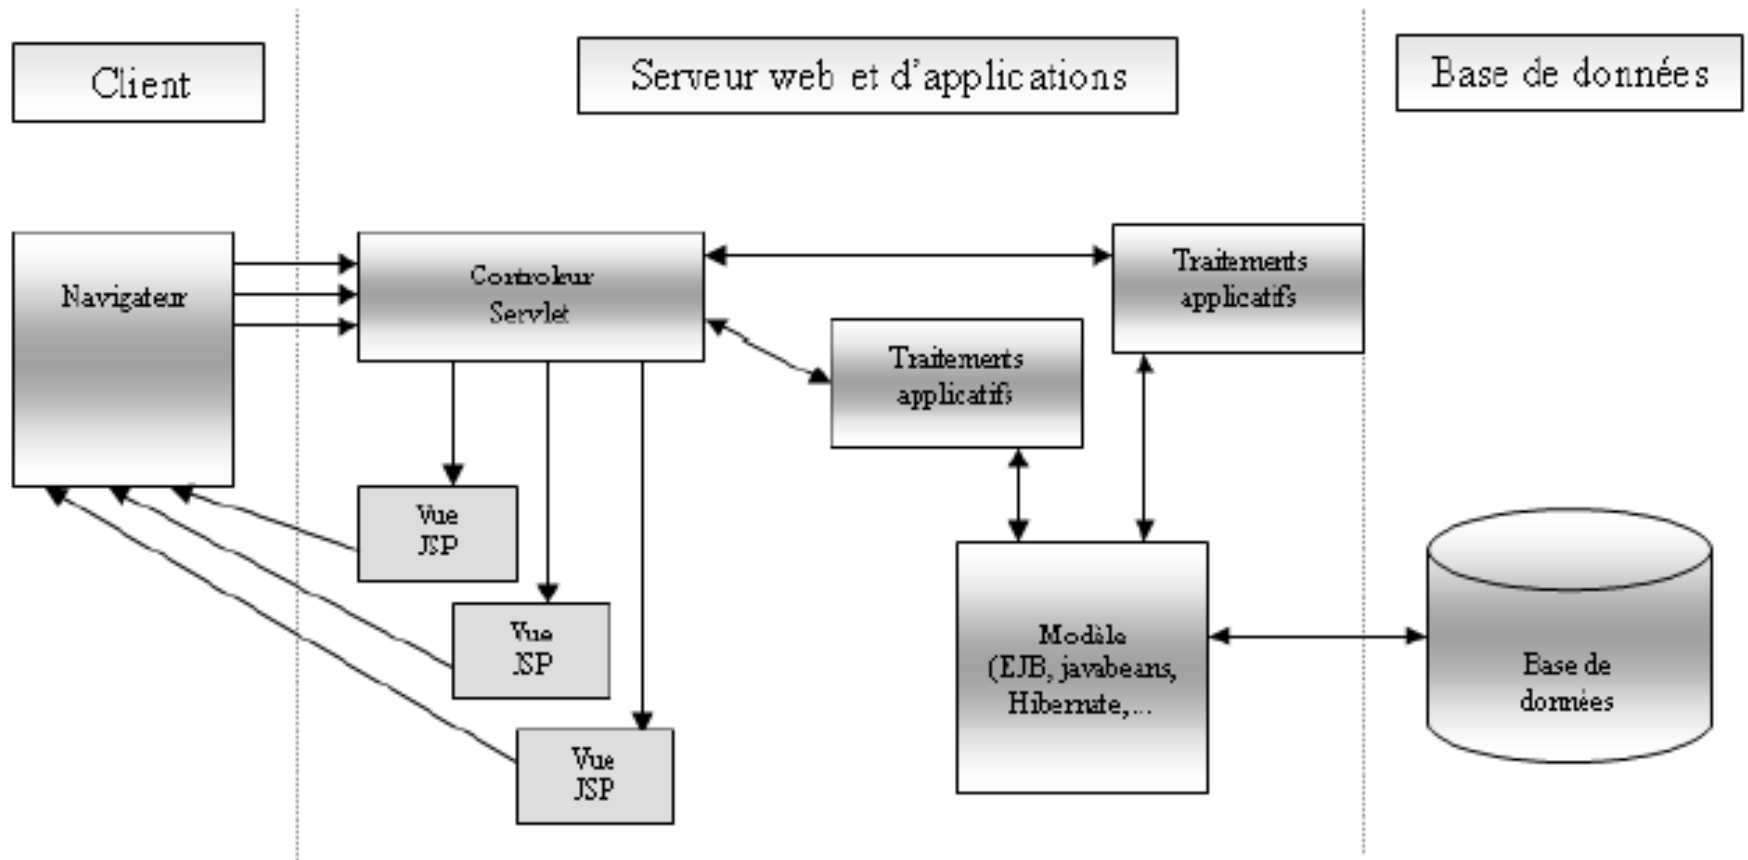 Client
Serveur web et d'applications
Base de données
Navigateur
Controleur
Servlet
Traitements
applicatifs
Traitements
applicatifs
Vue
JSP
Vue
JSP
Vue
JSP
Modèle
(EJB, javabeans,
Hibernate,...
Base de
données